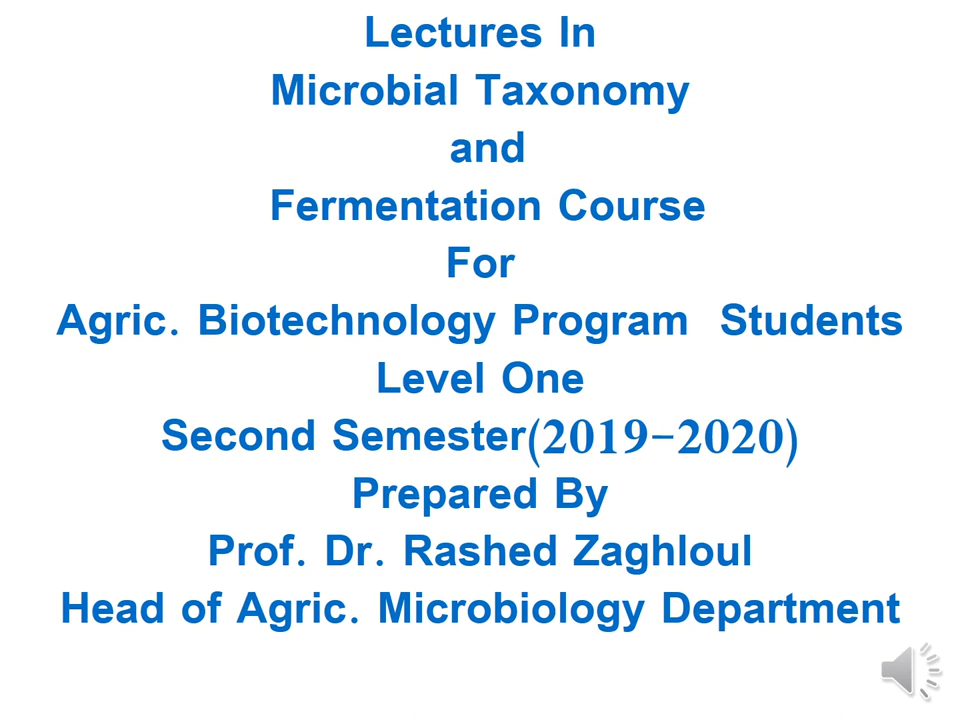 Lectures In
Microbial Taxonomy
and
Fermentation Course
For
Agric. Biotechnology Program Students
Level One
Second Semester(2019-2020)
Prepared By
Prof. Dr. Rashed Zaghloul
Head of Agric. Microbiology Department